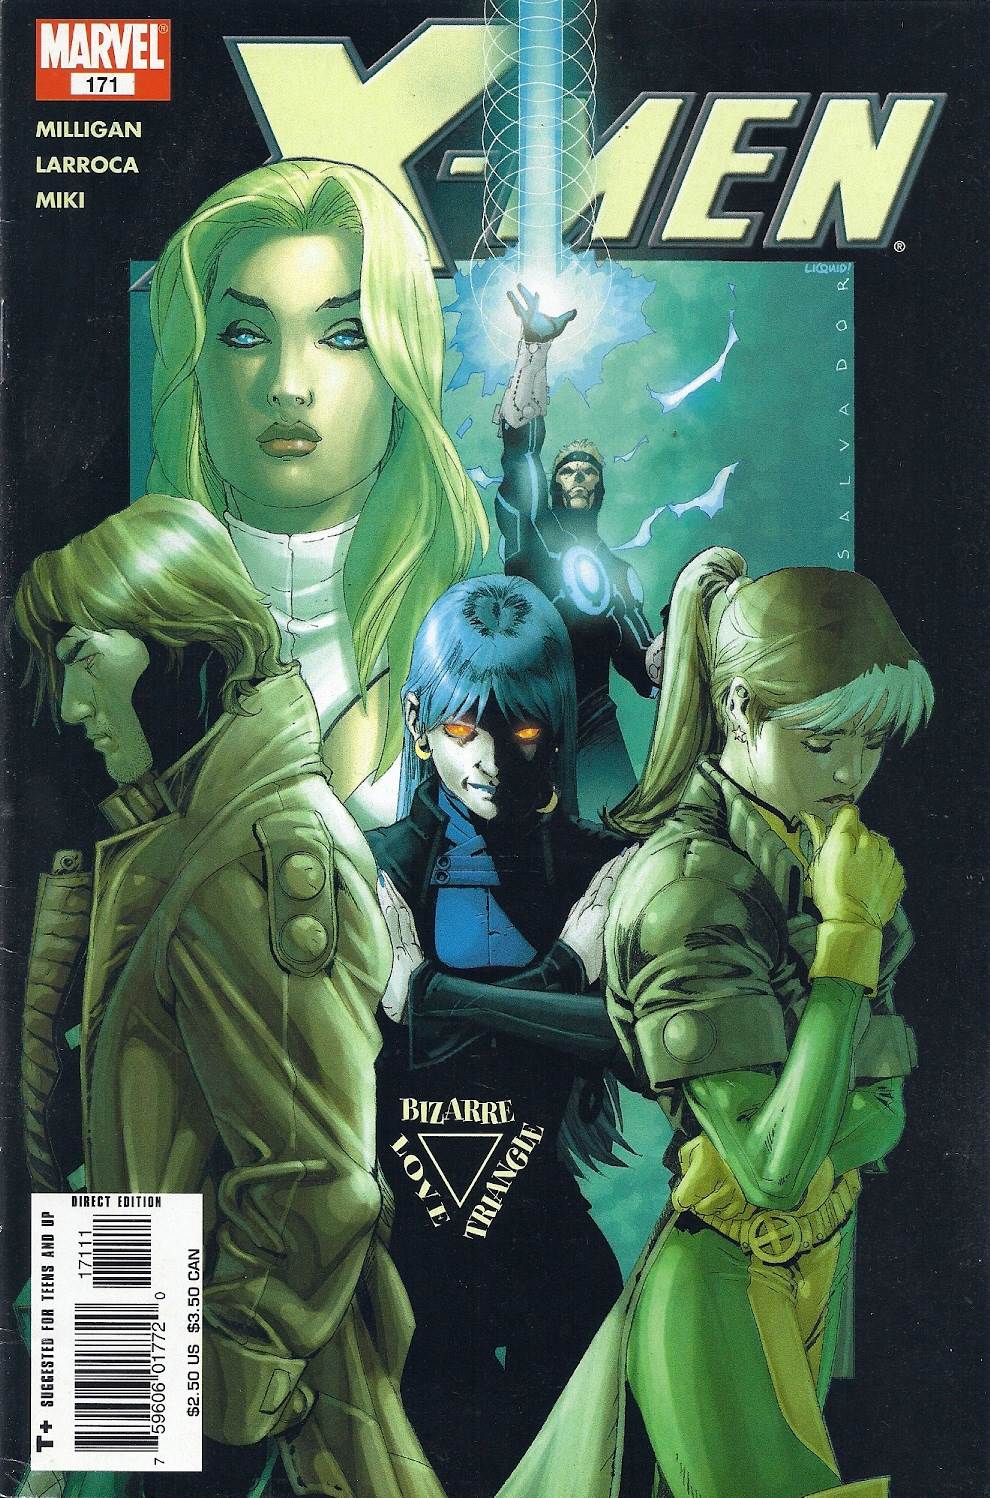 MARVEL®
171
MILLIGAN
LARROCA
MIKI
X-MEN®
LICQUID!
SALVADOR
BIZARRE
LOVE
TRIANGLE
DIRECT EDITION
T+ SUGGESTED FOR TEENS AND UP
17111
7 59606 01772 0
$2.50 US $3.50 CAN